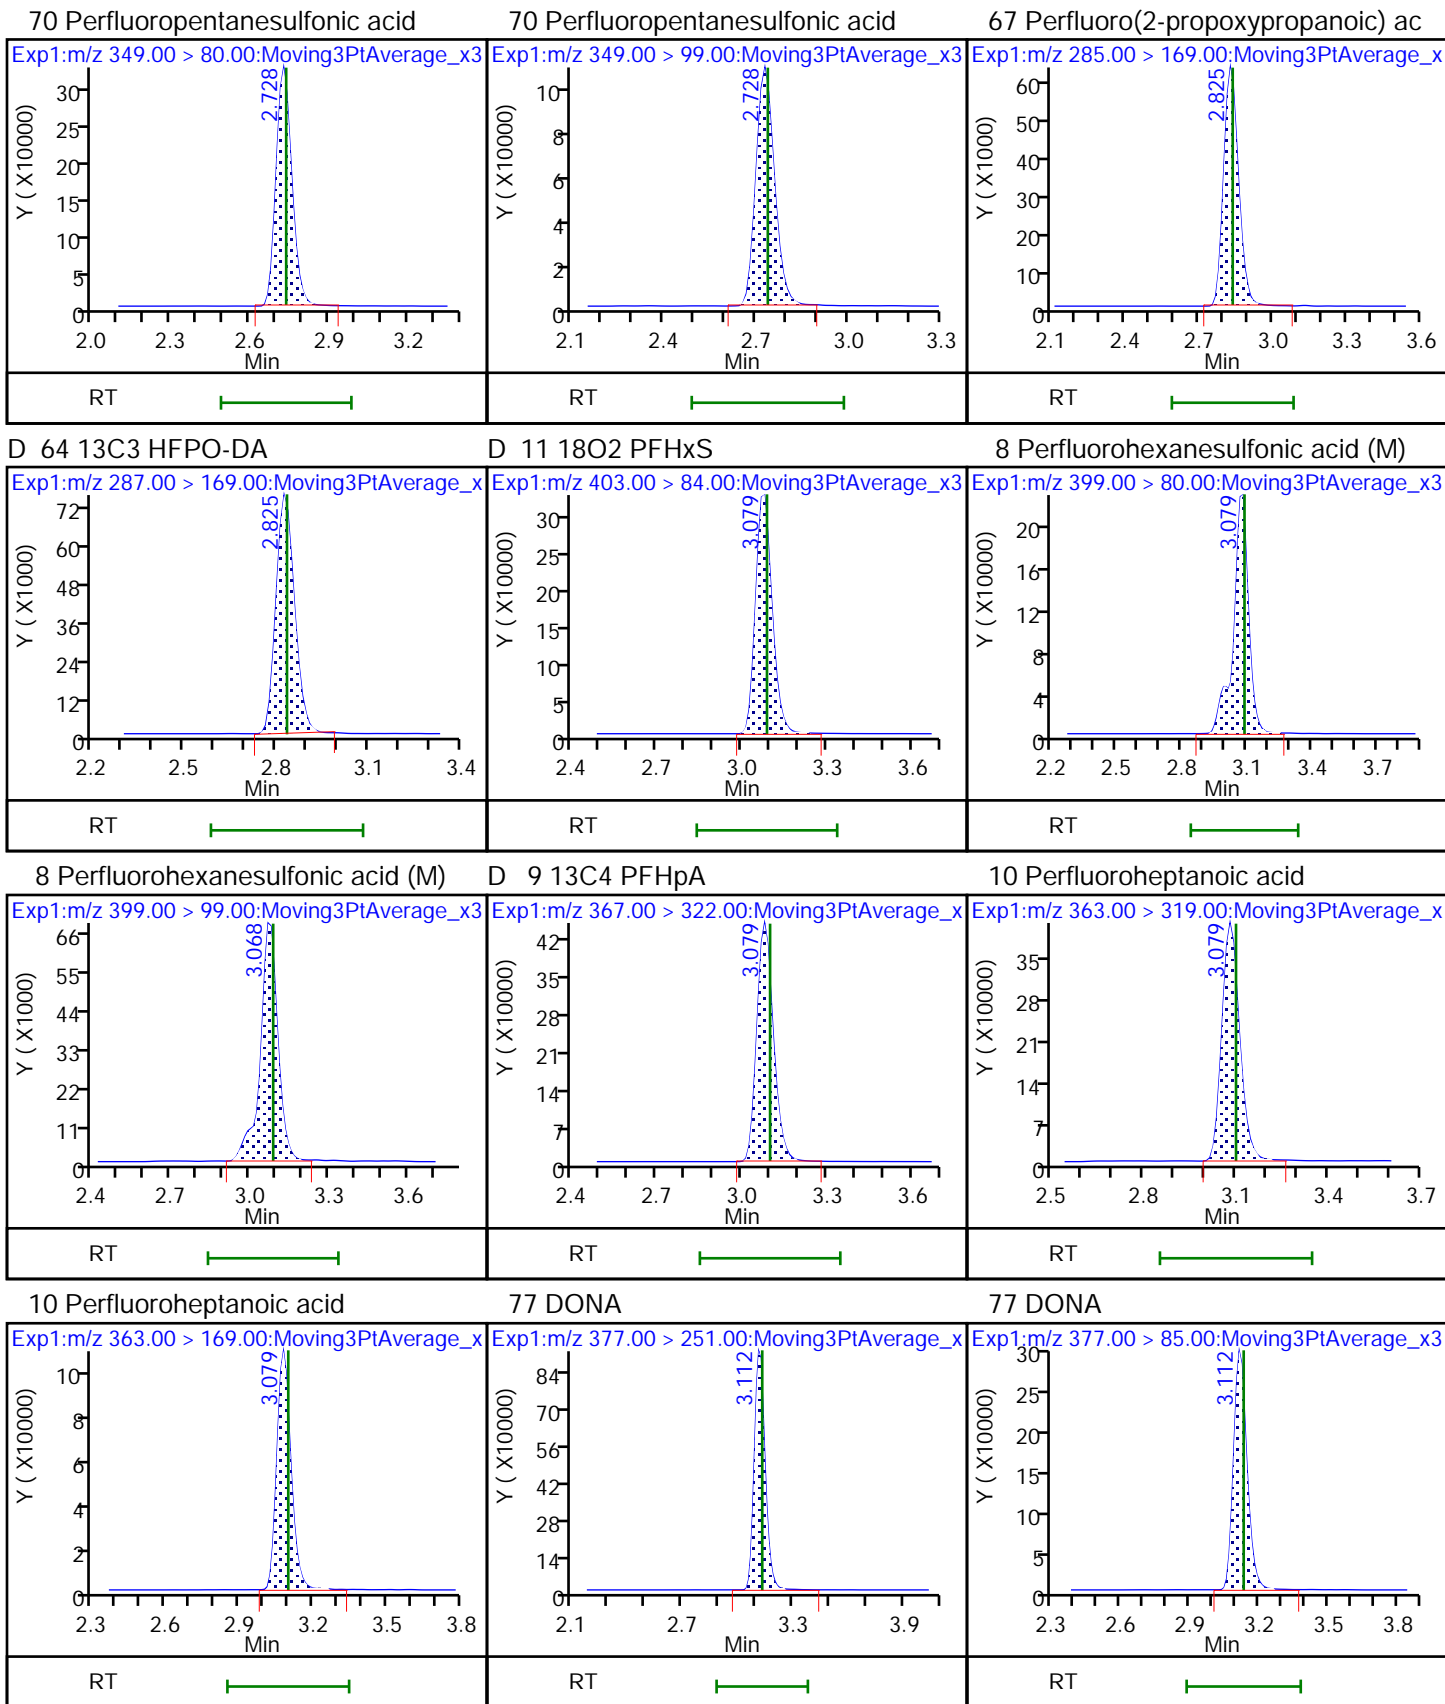 70 Perfluoropentanesulfonic acid
Exp1:m/z 349.00 > 80.00:Moving3PtAverage_x3
2.728
Y ( X10000)
30
25
20
15
10
5
0
2.0 2.3 2.6 2.9 3.2
Min
RT
70 Perfluoropentanesulfonic acid
Exp1:m/z 349.00 > 99.00:Moving3PtAverage_x3
2.728
Y ( X10000)
10
8
6
4
2
0
2.1 2.4 2.7 3.0 3.3
Min
RT
67 Perfluoro(2-propoxypropanoic) ac
Exp1:m/z 285.00 > 169.00:Moving3PtAverage_x
2.825
Y ( X1000)
60
50
40
30
20
10
0
2.1 2.4 2.7 3.0 3.3 3.6
Min
RT
D 64 13C3 HFPO-DA
Exp1:m/z 287.00 > 169.00:Moving3PtAverage_x
2.825
Y ( X1000)
72
60
48
36
24
12
0
2.2 2.5 2.8 3.1 3.4
Min
RT
D 11 18O2 PFHxS
Exp1:m/z 403.00 > 84.00:Moving3PtAverage_x3
3.079
Y ( X10000)
30
25
20
15
10
5
0
2.4 2.7 3.0 3.3 3.6
Min
RT
8 Perfluorohexanesulfonic acid (M)
Exp1:m/z 399.00 > 80.00:Moving3PtAverage_x3
3.079
Y ( X10000)
20
16
12
8
4
0
2.2 2.5 2.8 3.1 3.4 3.7
Min
RT
8 Perfluorohexanesulfonic acid (M)
Exp1:m/z 399.00 > 99.00:Moving3PtAverage_x3
3.068
Y ( X1000)
66
55
44
33
22
11
0
2.4 2.7 3.0 3.3 3.6
Min
RT
D 9 13C4 PFHpA
Exp1:m/z 367.00 > 322.00:Moving3PtAverage_x
3.079
Y ( X10000)
42
35
28
21
14
7
0
2.4 2.7 3.0 3.3 3.6
Min
RT
10 Perfluoroheptanoic acid
Exp1:m/z 363.00 > 319.00:Moving3PtAverage_x
3.079
Y ( X10000)
35
28
21
14
7
0
2.5 2.8 3.1 3.4 3.7
Min
RT
10 Perfluoroheptanoic acid
Exp1:m/z 363.00 > 169.00:Moving3PtAverage_x
3.079
Y ( X10000)
10
8
6
4
2
0
2.3 2.6 2.9 3.2 3.5 3.8
Min
RT
77 DONA
Exp1:m/z 377.00 > 251.00:Moving3PtAverage_x
3.112
Y ( X10000)
84
70
56
42
28
14
0
2.1 2.7 3.3 3.9
Min
RT
77 DONA
Exp1:m/z 377.00 > 85.00:Moving3PtAverage_x3
3.112
Y ( X10000)
30
25
20
15
10
5
0
2.3 2.6 2.9 3.2 3.5 3.8
Min
RT